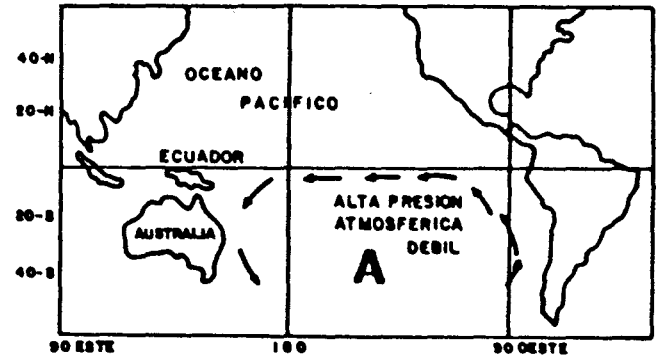 40-N
OCEANO
20-N
PACIFICO
ECUADOR
20-S
ALTA PRESION
ATMOSFERICA
AUSTRALIA
DEBIL
40-S
A
90 ESTE
180
90 OESTE